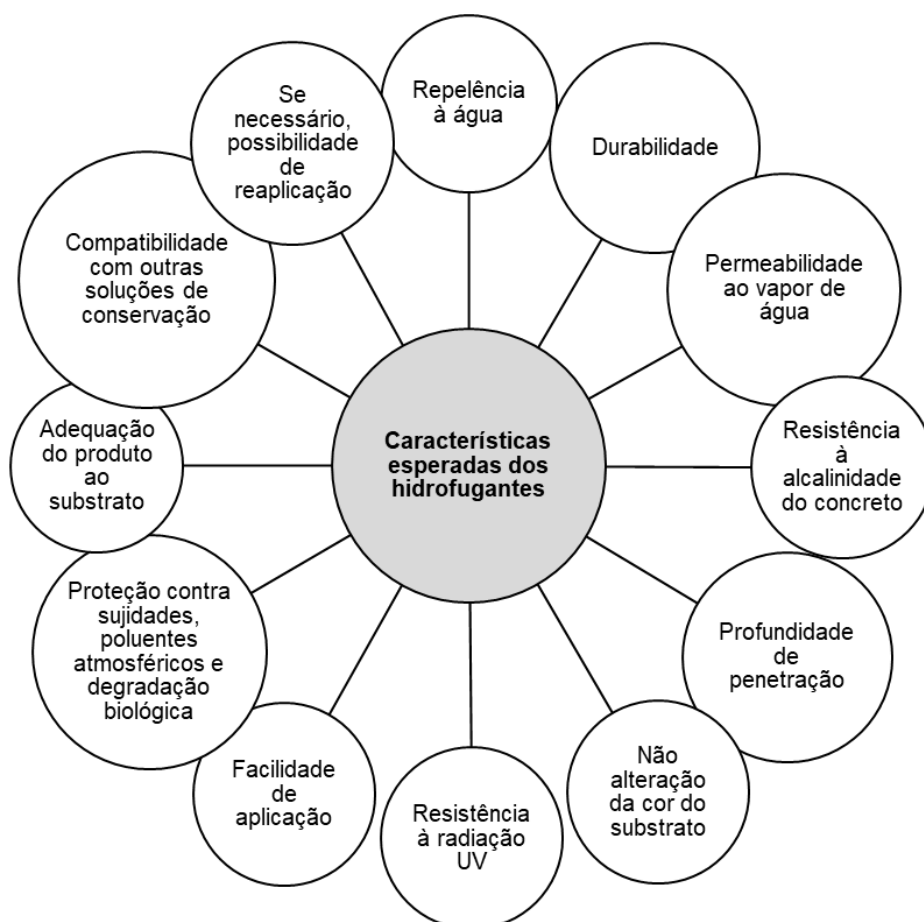 Repelência
à água
Durabilidade
Permeabilidade
ao vapor de
água
Resistência
à
alcalinidade
do concreto
Profundidade
de
penetração
Não
alteração
da cor do
substrato
Resistência
à radiação
UV
Facilidade
de
aplicação
Proteção contra
sujidades,
poluentes
atmosféricos e
degradação
biológica
Adequação
do produto
ao
substrato
Compatibilidade
com outras
soluções de
conservação
Se
necessário,
possibilidade
de
reaplicação
Características
esperadas dos
hidrofugantes